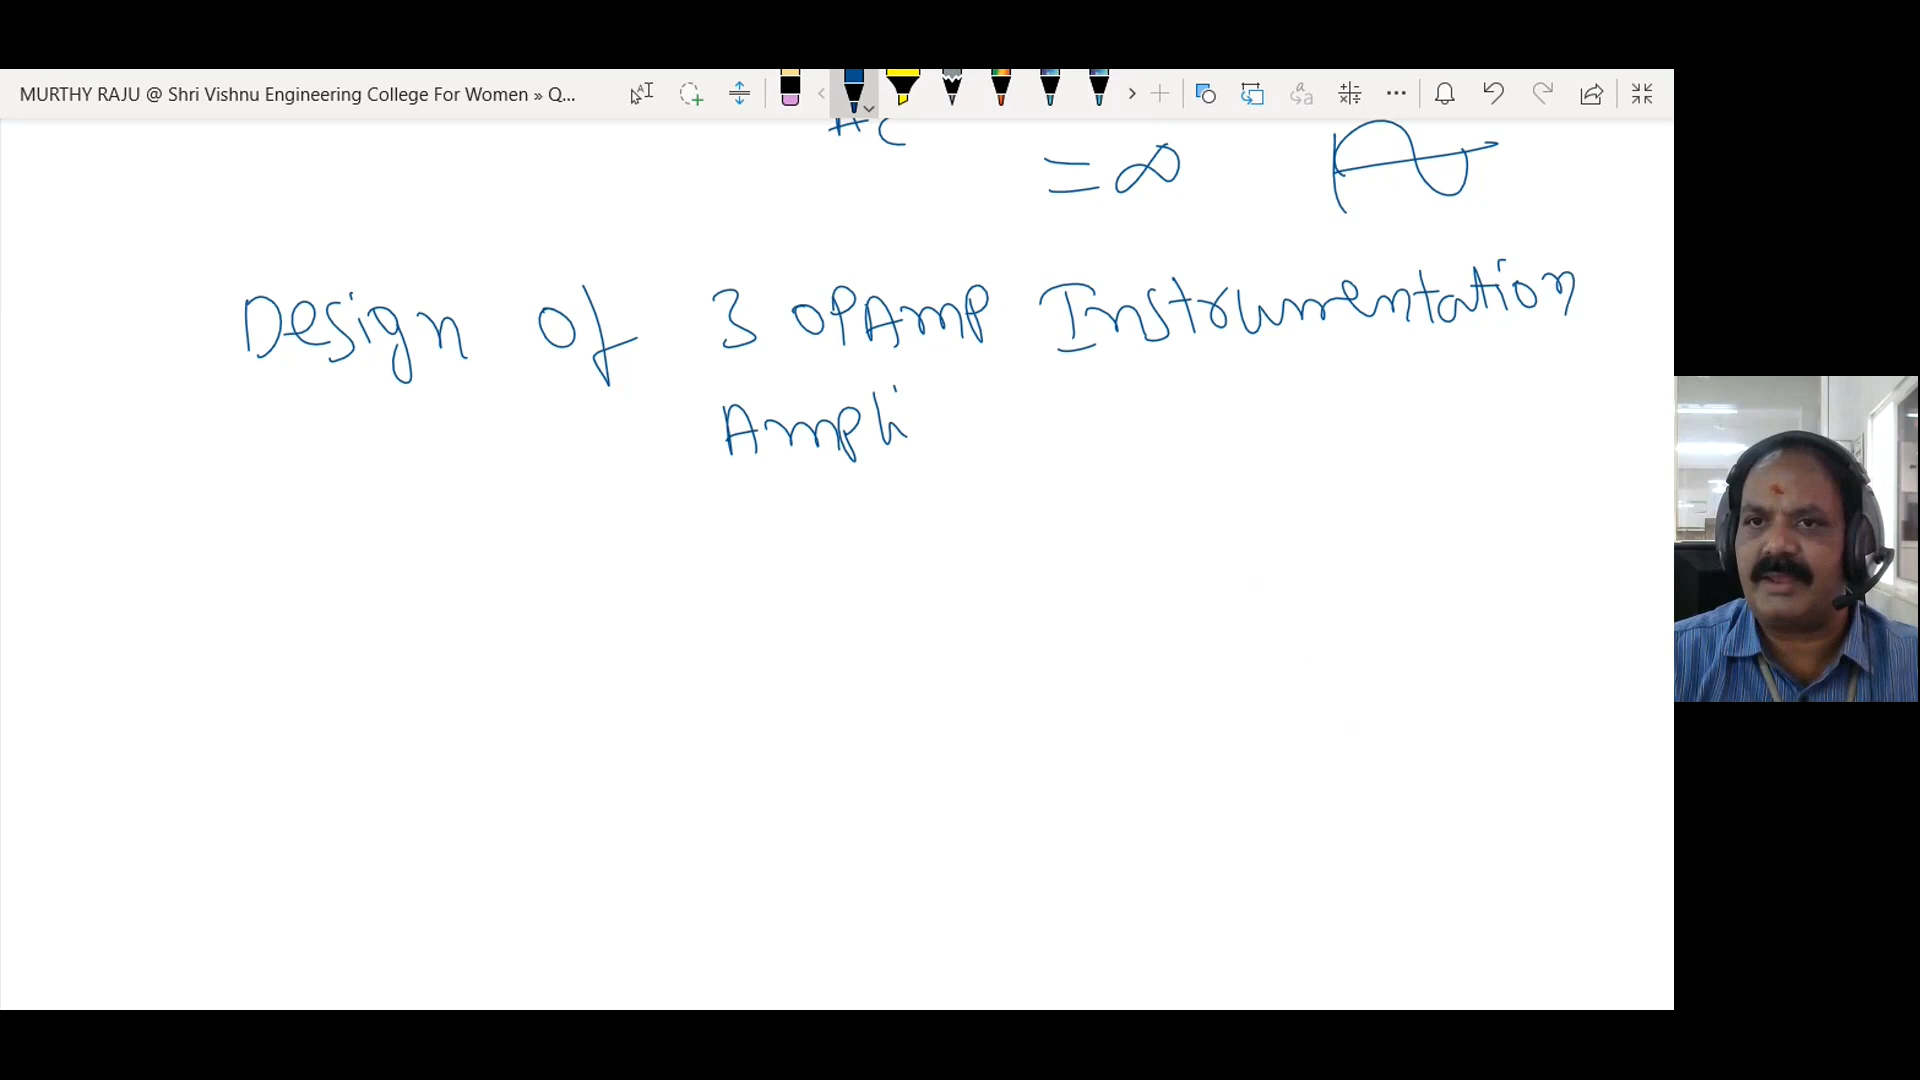 MURTHY RAJU @ Shri Vishnu Engineering College For Women » Q...
= ∞
Design of 3 OPAmp Instrumentation
Ampli